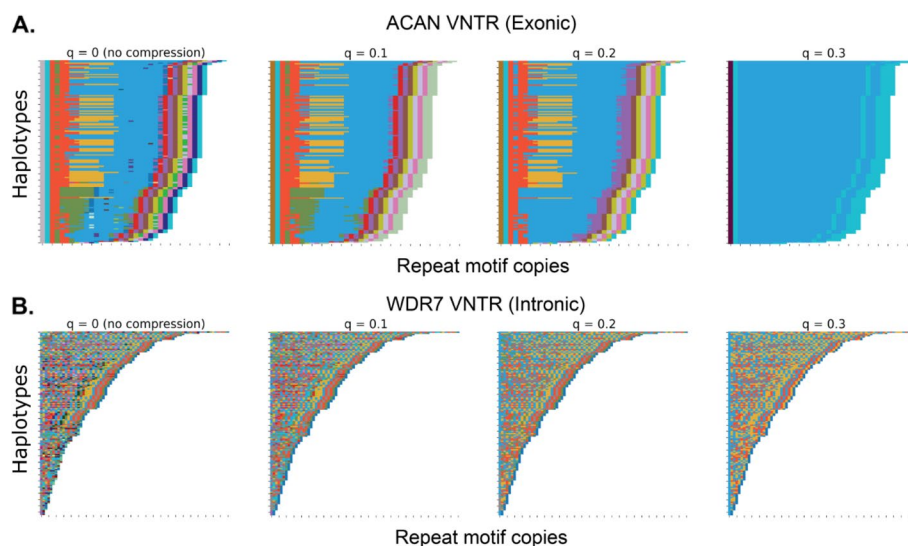 A.
ACAN VNTR (Exonic)
q = 0 (no compression)
q = 0.1
q = 0.2
q = 0.3
Haplotypes
Repeat motif copies
B.
WDR7 VNTR (Intronic)
q = 0 (no compression)
q = 0.1
q = 0.2
q = 0.3
Haplotypes
Repeat motif copies